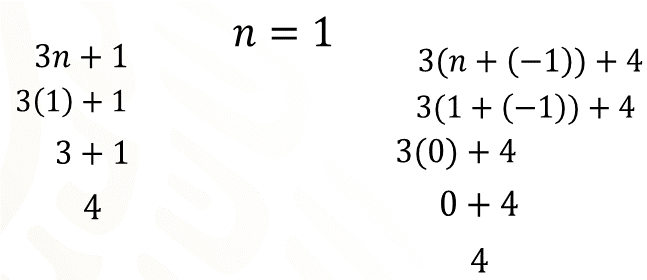 n = 1
3n + 1
3(1) + 1
3 + 1
4
3(n + (−1)) + 4
3(1 + (−1)) + 4
3(0) + 4
0 + 4
4